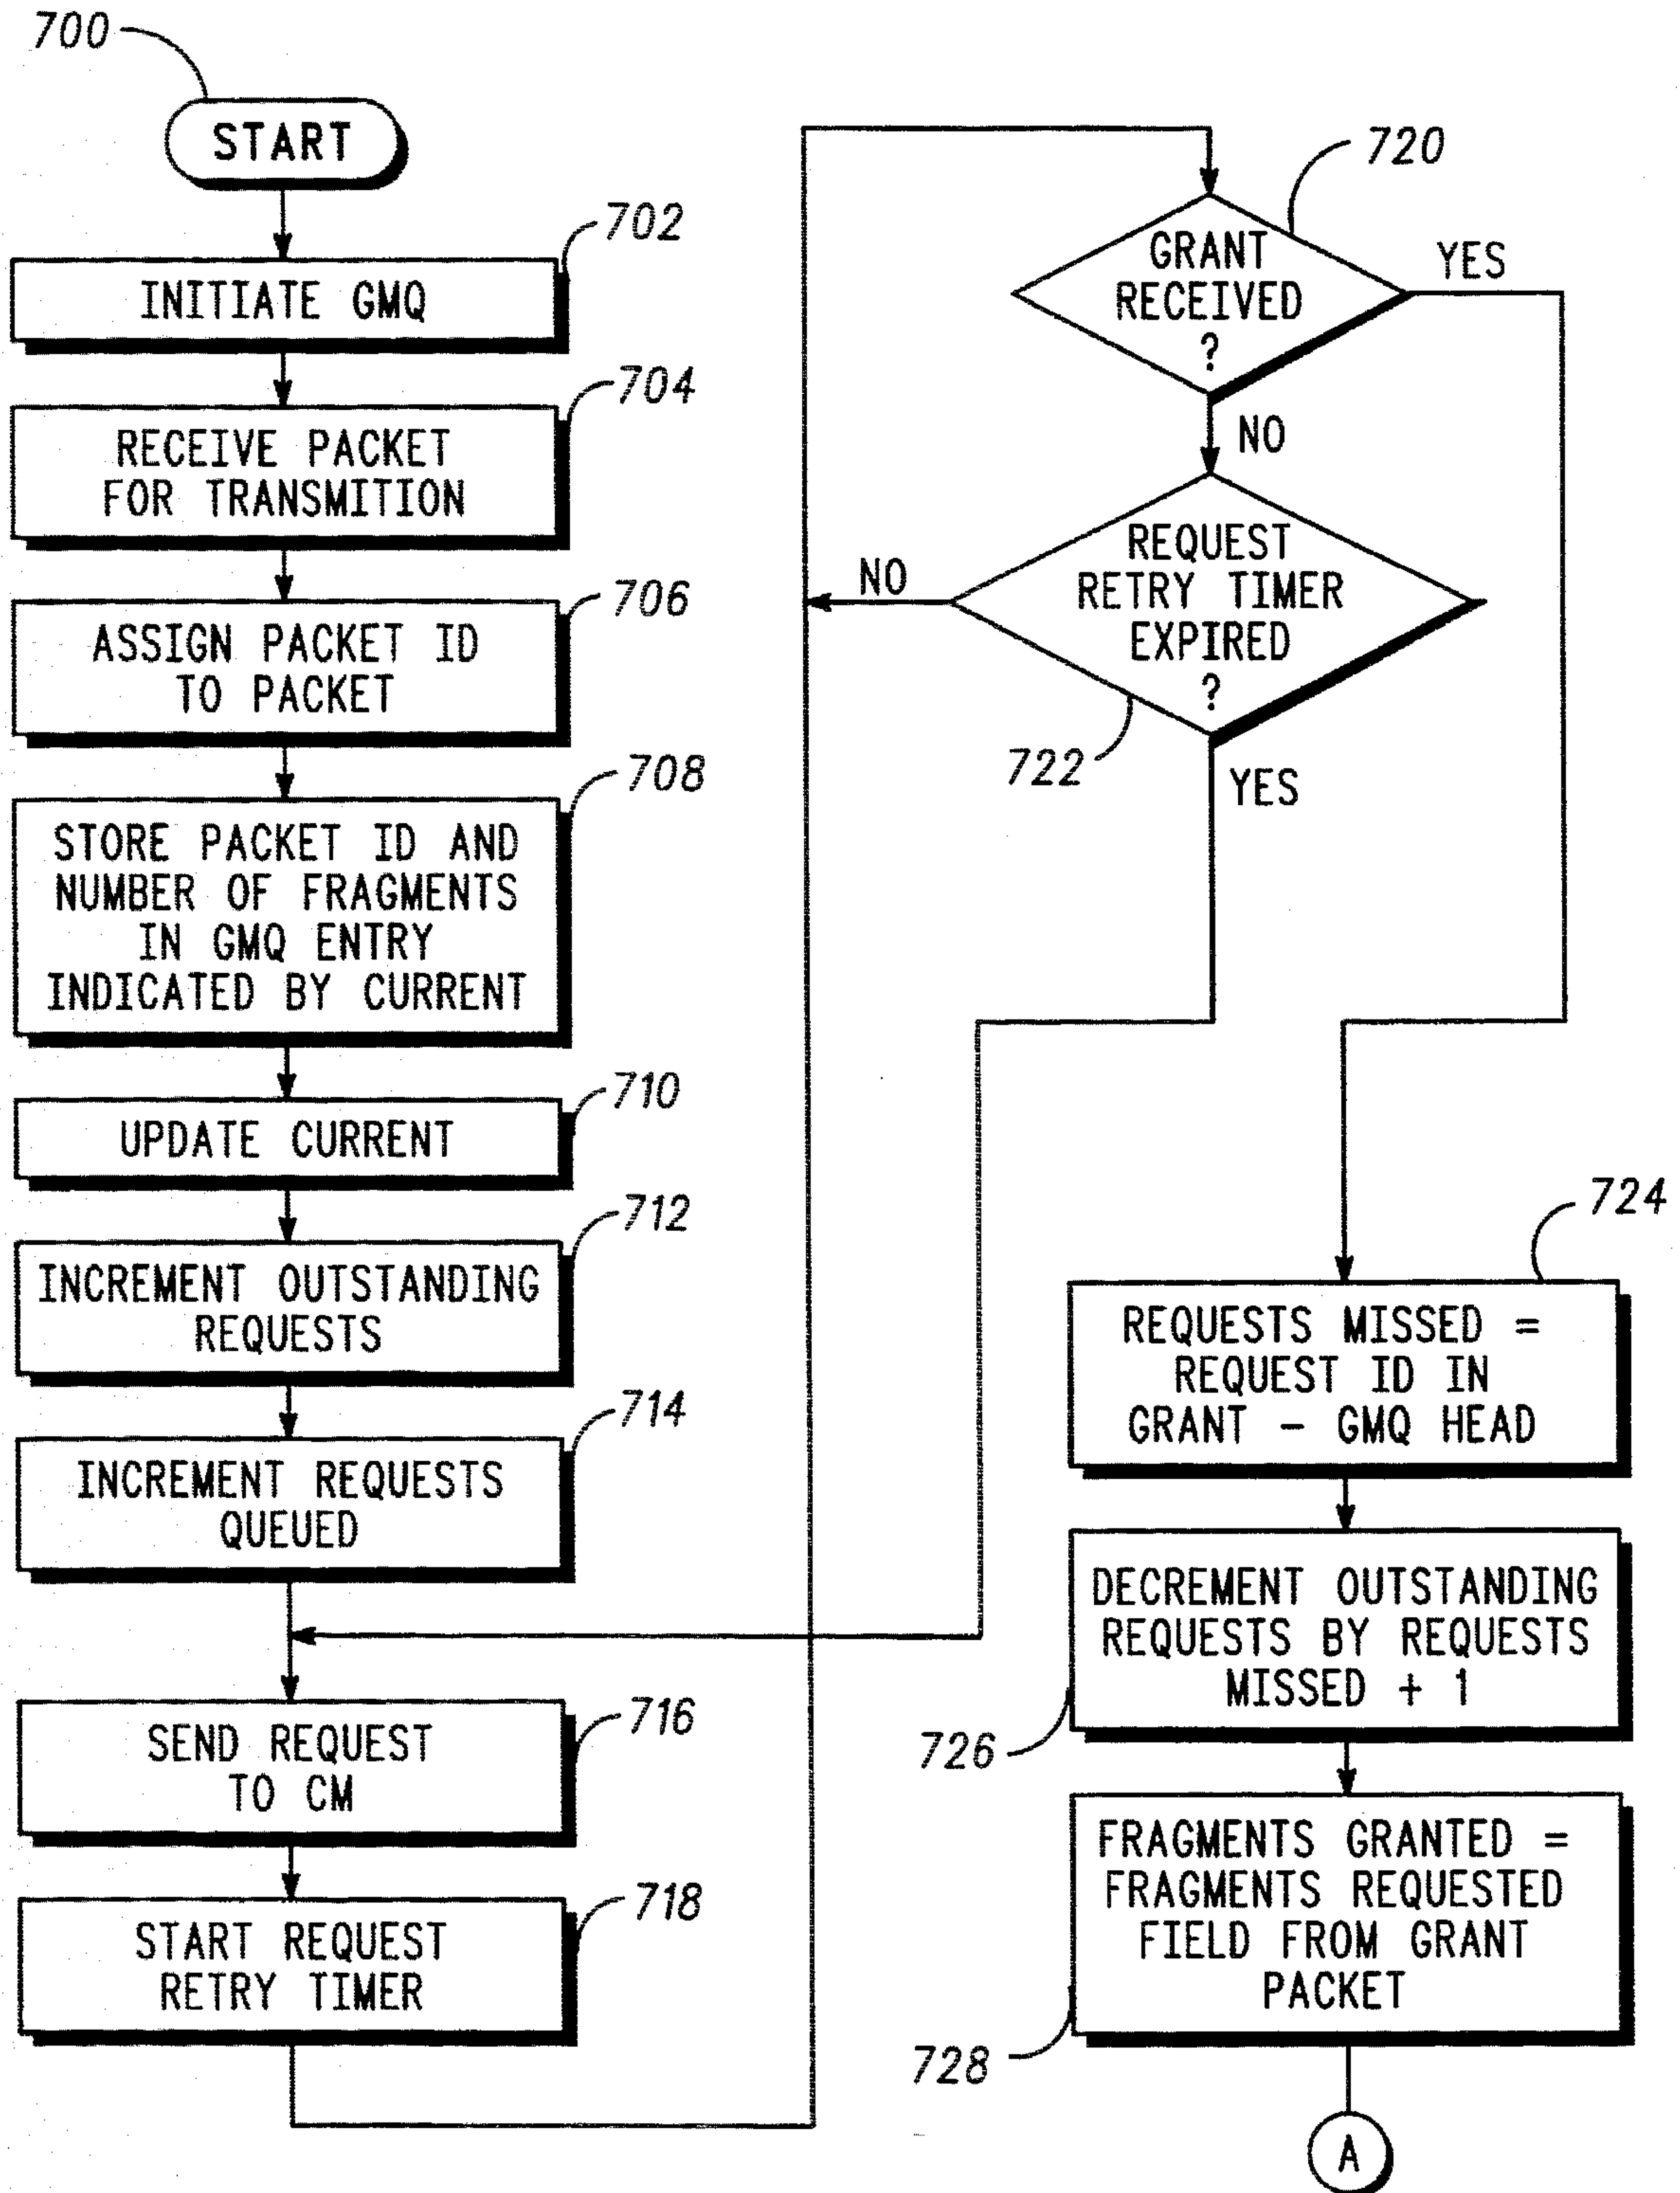 700
START
702
INITIATE GMQ
704
RECEIVE PACKET
FOR TRANSMITION
706
ASSIGN PACKET ID
TO PACKET
708
STORE PACKET ID AND
NUMBER OF FRAGMENTS
IN GMQ ENTRY
INDICATED BY CURRENT
710
UPDATE CURRENT
712
INCREMENT OUTSTANDING
REQUESTS
714
INCREMENT REQUESTS
QUEUED
716
SEND REQUEST
TO CM
718
START REQUEST
RETRY TIMER
720
GRANT
RECEIVED
?
YES
NO
REQUEST
RETRY TIMER
EXPIRED
?
NO
722
YES
724
REQUESTS MISSED =
REQUEST ID IN
GRANT - GMQ HEAD
DECREMENT OUTSTANDING
REQUESTS BY REQUESTS
MISSED + 1
726
FRAGMENTS GRANTED =
FRAGMENTS REQUESTED
FIELD FROM GRANT
PACKET
728
A